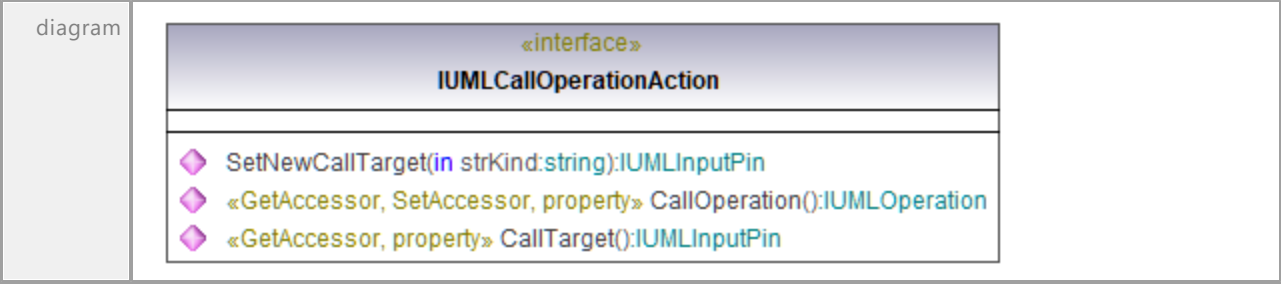 diagram
«interface»
IUMLCallOperationAction
SetNewCallTarget(in strKind:string):IUMLInputPin
«GetAccessor, SetAccessor, property» CallOperation():IUMLOperation
«GetAccessor, property» CallTarget():IUMLInputPin